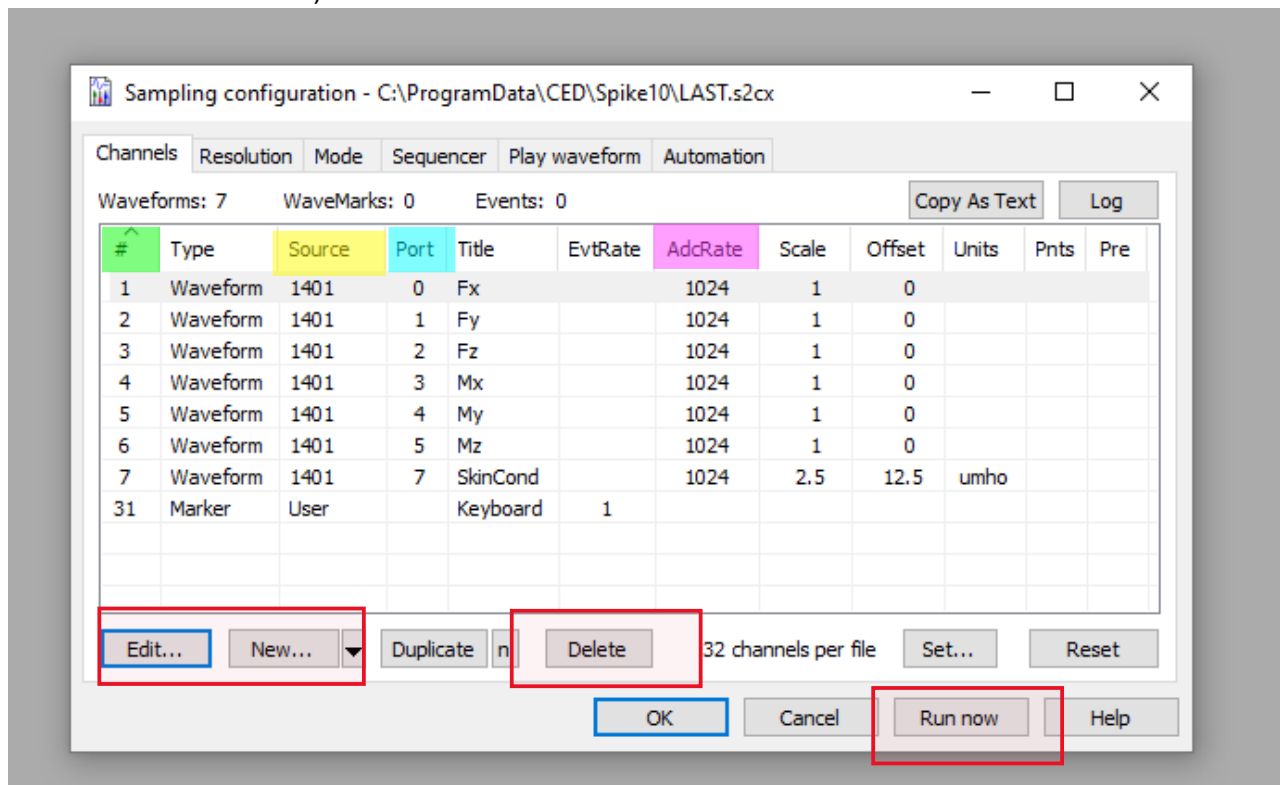 Sampling configuration - C:\ProgramData\CED\Spike10\LAST.s2cx
Channels Resolution Mode Sequencer Play waveform Automation
Waveforms: 7 WaveMarks: 0 Events: 0 Copy As Text Log
# Type Source Port Title EvtRate AdcRate Scale Offset Units Pnts Pre
1 Waveform 1401 0 Fx 1024 1 0
2 Waveform 1401 1 Fy 1024 1 0
3 Waveform 1401 2 Fz 1024 1 0
4 Waveform 1401 3 Mx 1024 1 0
5 Waveform 1401 4 My 1024 1 0
6 Waveform 1401 5 Mz 1024 1 0
7 Waveform 1401 7 SkinCond 1024 2.5 12.5 umho
31 Marker User Keyboard 1
Edit... New... Duplicate n Delete 32 channels per file Set... Reset
OK Cancel Run now Help